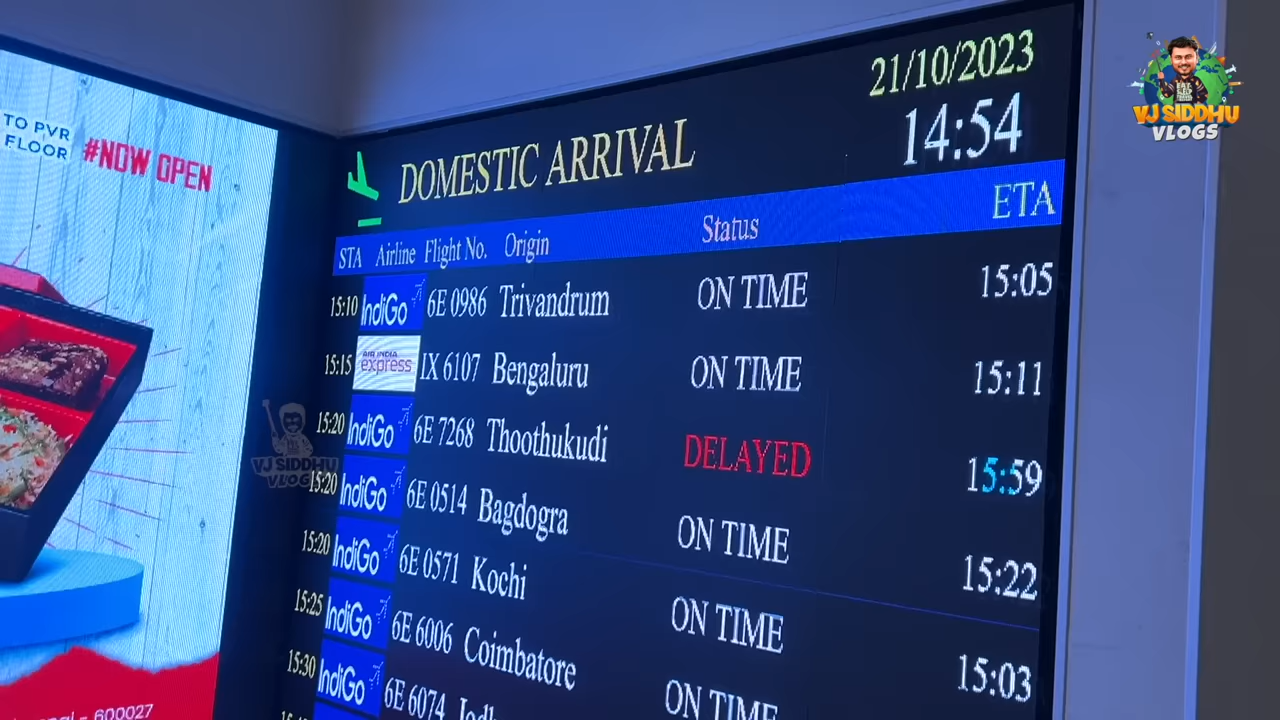 TO PVR
FLOOR
#NOW OPEN
21/10/2023
DOMESTIC ARRIVAL 14:54
STA Airline Flight No. Origin Status ETA
15:10 IndiGo 6E 0986 Trivandrum ON TIME 15:05
15:15 AIR INDIA express IX 6107 Bengaluru ON TIME 15:11
15:20 IndiGo 6E 7268 Thoothukudi DELAYED 15:59
15:20 IndiGo 6E 0514 Bagdogra ON TIME 15:22
15:20 IndiGo 6E 0571 Kochi ON TIME 15:03
15:25 IndiGo 6E 6006 Coimbatore ON TIME
15:30 IndiGo 6E 6074
- 600027
VJ SIDDHU
VLOGS
VJ SIDDHU
VLOGS